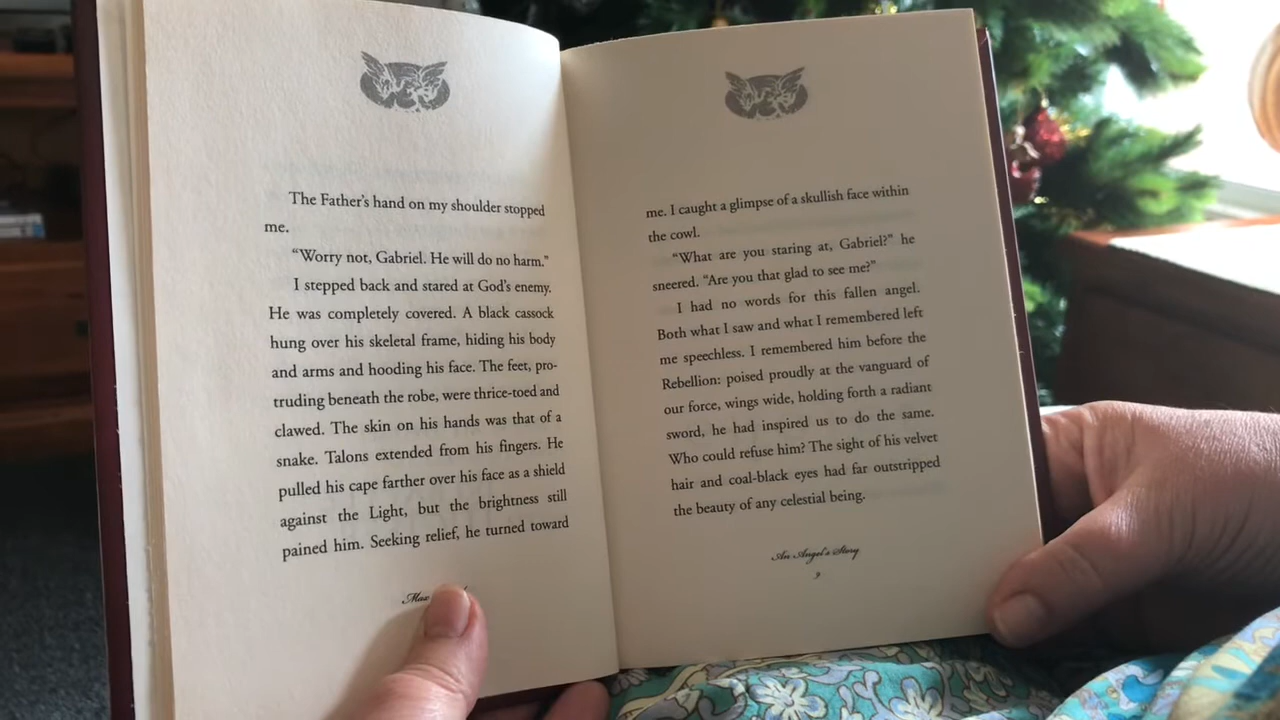 The Father's hand on my shoulder stopped
me.
"Worry not, Gabriel. He will do no harm."
I stepped back and stared at God's enemy.
He was completely covered. A black cassock
hung over his skeletal frame, hiding his body
and arms and hooding his face. The feet, pro-
truding beneath the robe, were thrice-toed and
clawed. The skin on his hands was that of a
snake. Talons extended from his fingers. He
pulled his cape farther over his face as a shield
against the Light, but the brightness still
pained him. Seeking relief, he turned toward
Max
me. I caught a glimpse of a skullish face within
the cowl.
"What are you staring at, Gabriel?" he
sneered. "Are you that glad to see me?"
I had no words for this fallen angel.
Both what I saw and what I remembered left
me speechless. I remembered him before the
Rebellion: poised proudly at the vanguard of
our force, wings wide, holding forth a radiant
sword, he had inspired us to do the same.
Who could refuse him? The sight of his velvet
hair and coal-black eyes had far outstripped
the beauty of any celestial being.
An Angel's Story
9